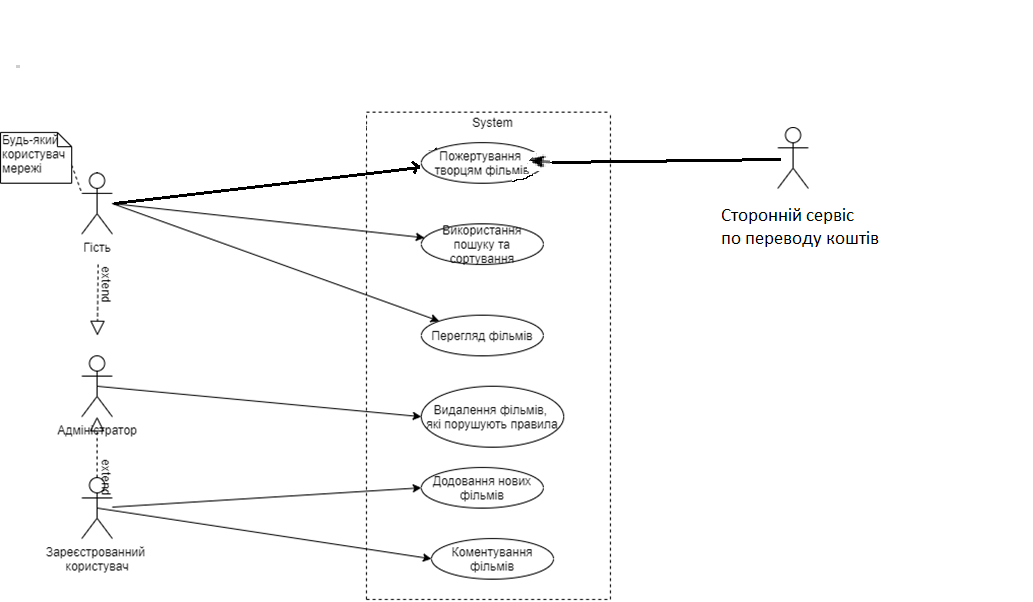 Будь-який
користувач
мережі
System
Пожертування
творцям фільмів
Сторонній сервіс
по переводу коштів
Гість
Використання
пошуку та
сортування
extend
Перегляд фільмів
Адміністратор
Видалення фільмів,
які порушують правила
extend
Додовання нових
фільмів
Зареєстрованний
користувач
Коментування
фільмів